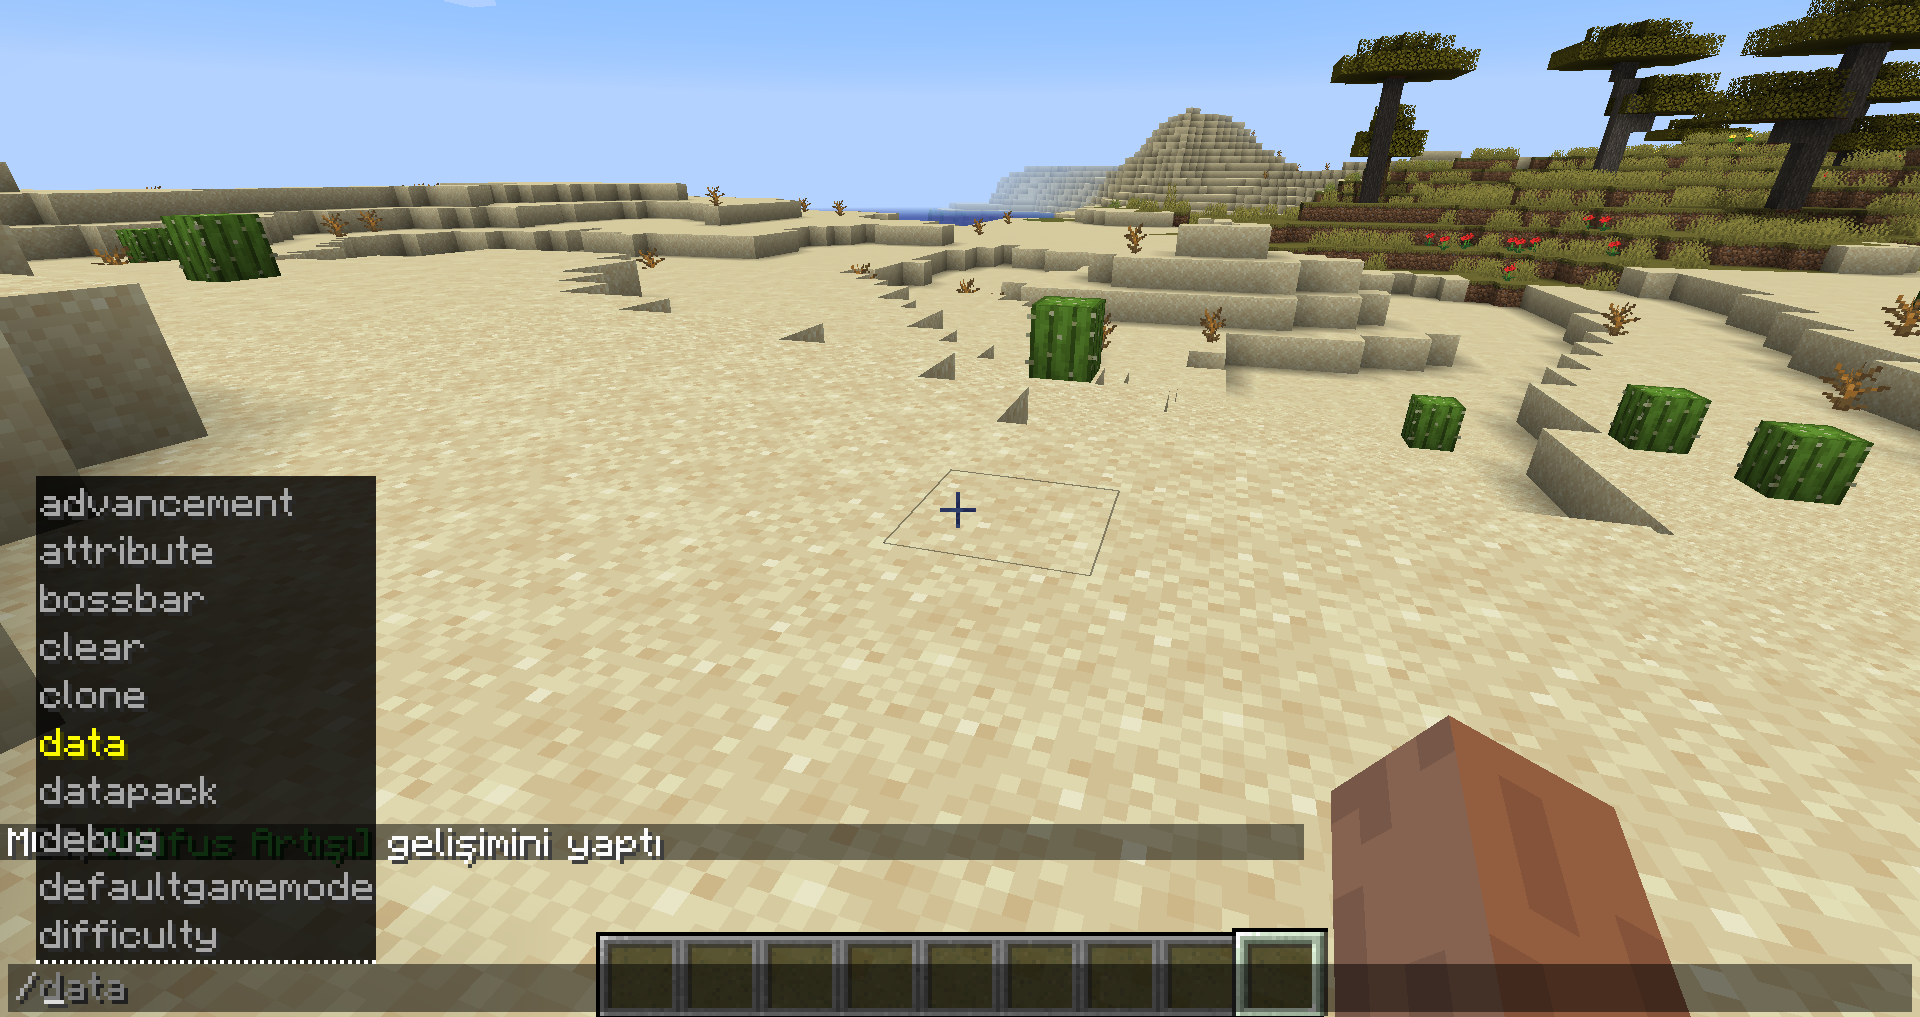 advancement
attribute
bossbar
clear
clone
data
datapack
debug
gelişimini yaptı
defaultgamemode
difficulty
/data